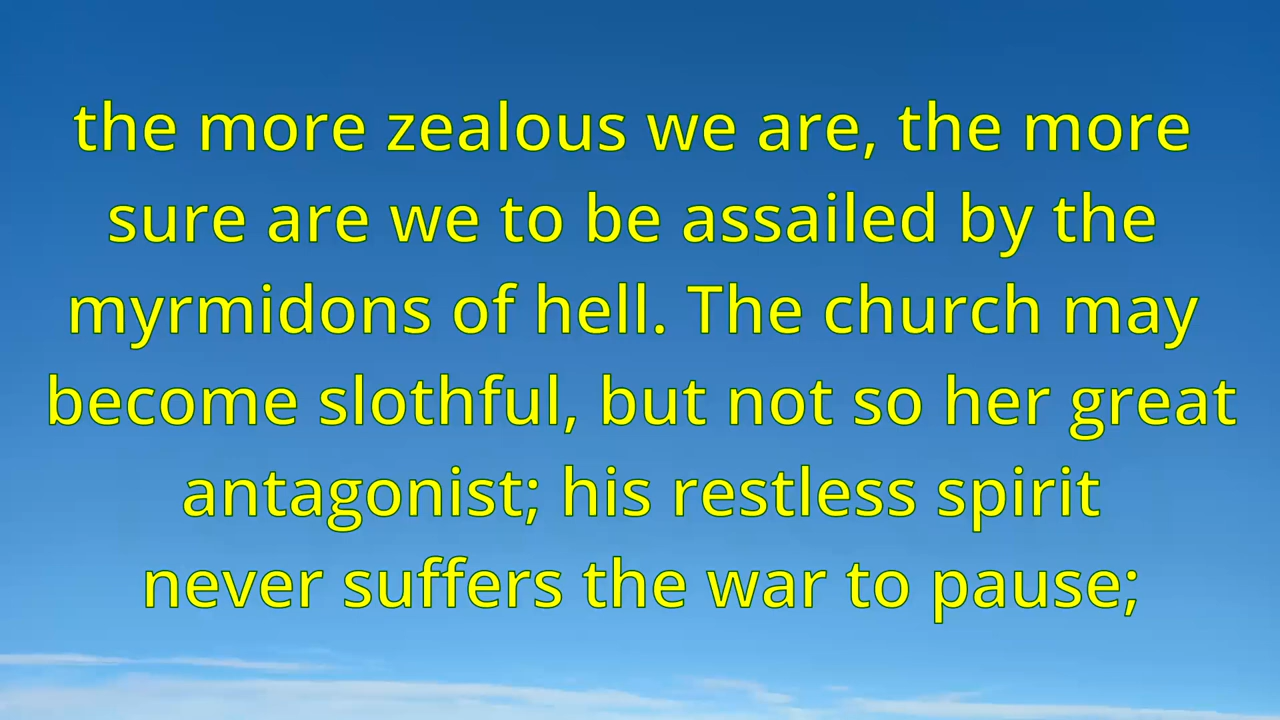 the more zealous we are, the more
sure are we to be assailed by the
myrmidons of hell. The church may
become slothful, but not so her great
antagonist; his restless spirit
never suffers the war to pause;